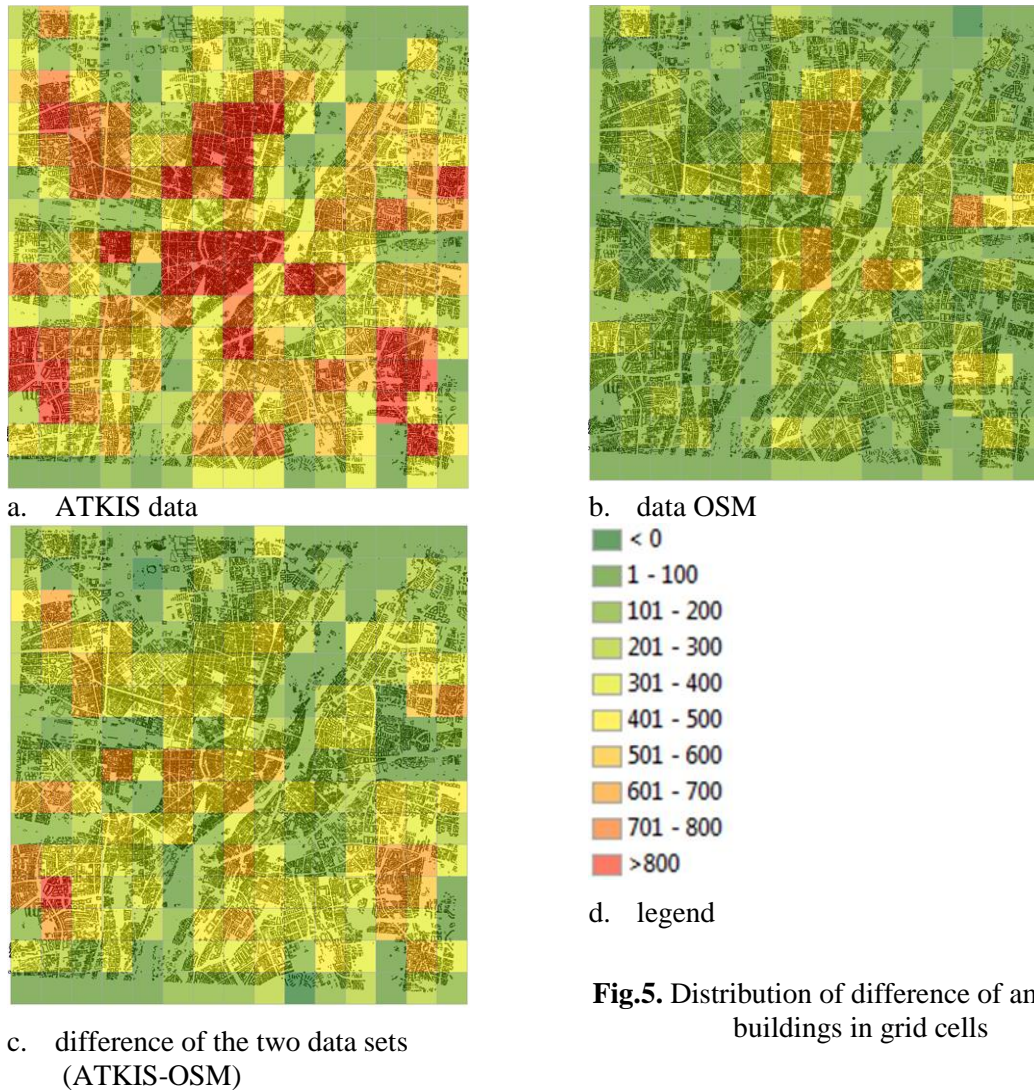 a. ATKIS data
b. data OSM
< 0
1 - 100
101 - 200
201 - 300
301 - 400
401 - 500
501 - 600
601 - 700
701 - 800
>800
d. legend
Fig.5. Distribution of difference of
buildings in grid cells
c. difference of the two data sets
(ATKIS-OSM)